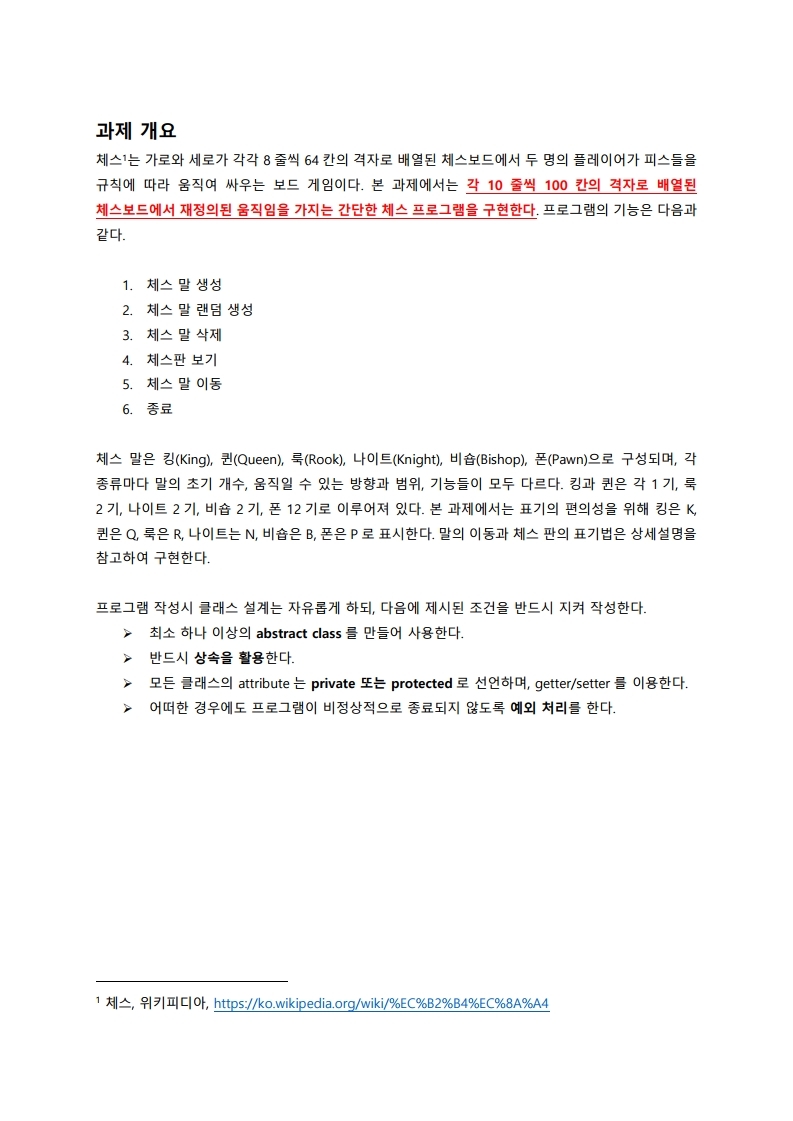 과제 개요
체스¹는 가로와 세로가 각각 8 줄씩 64 칸의 격자로 배열된 체스보드에서 두 명의 플레이어가 피스들을
규칙에 따라 움직여 싸우는 보드 게임이다. 본 과제에서는 각 10 줄씩 100 칸의 격자로 배열된
체스보드에서 재정의된 움직임을 가지는 간단한 체스 프로그램을 구현한다. 프로그램의 기능은 다음과
같다.
1. 체스 말 생성
2. 체스 말 랜덤 생성
3. 체스 말 삭제
4. 체스판 보기
5. 체스 말 이동
6. 종료
체스 말은 킹(King), 퀸(Queen), 룩(Rook), 나이트(Knight), 비숍(Bishop), 폰(Pawn)으로 구성되며, 각
종류마다 말의 초기 개수, 움직일 수 있는 방향과 범위, 기능들이 모두 다르다. 킹과 퀸은 각 1 기, 룩
2 기, 나이트 2 기, 비숍 2 기, 폰 12 기로 이루어져 있다. 본 과제에서는 표기의 편의성을 위해 킹은 K,
퀸은 Q, 룩은 R, 나이트는 N, 비숍은 B, 폰은 P 로 표시한다. 말의 이동과 체스 판의 표기법은 상세설명을
참고하여 구현한다.
프로그램 작성시 클래스 설계는 자유롭게 하되, 다음에 제시된 조건을 반드시 지켜 작성한다.
➢ 최소 하나 이상의 abstract class 를 만들어 사용한다.
➢ 반드시 상속을 활용한다.
➢ 모든 클래스의 attribute 는 private 또는 protected 로 선언하며, getter/setter 를 이용한다.
➢ 어떠한 경우에도 프로그램이 비정상적으로 종료되지 않도록 예외 처리를 한다.
¹ 체스, 위키피디아, https://ko.wikipedia.org/wiki/%EC%B2%B4%EC%8A%A4